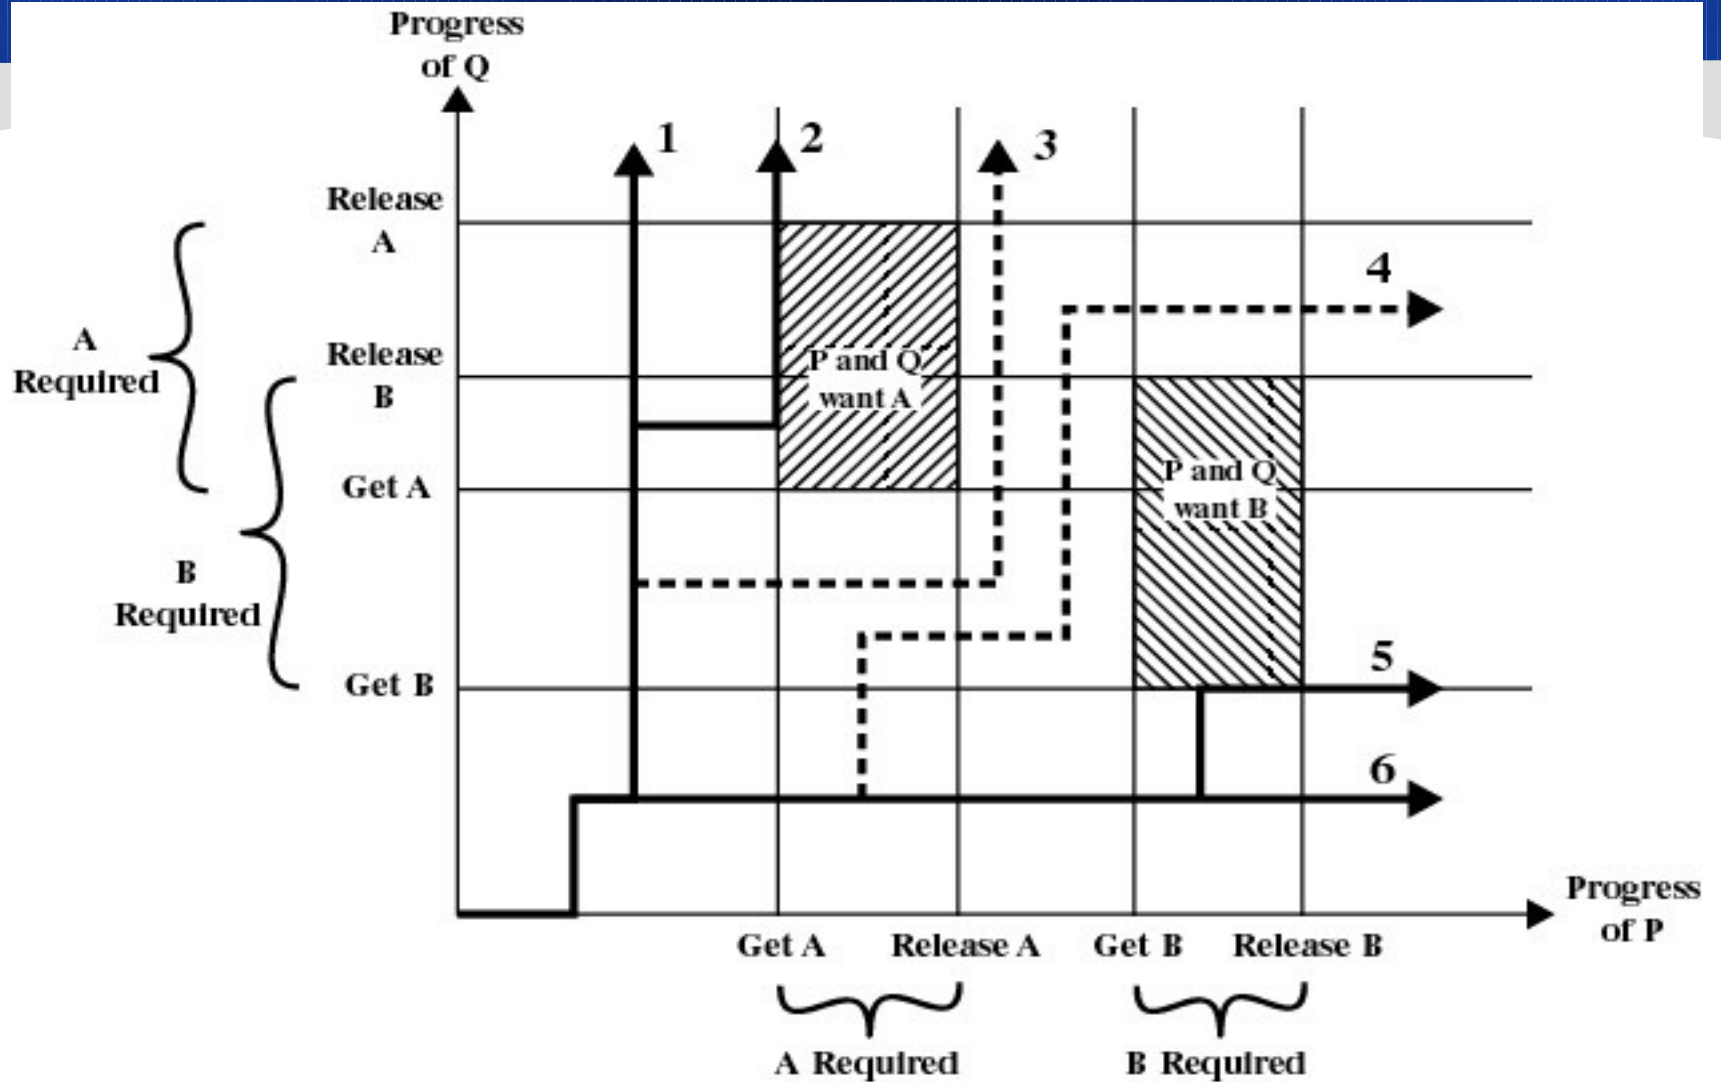 Progress
of Q
1
2
3
Release
A
4
A
Required
Release
B
P and Q
want A
Get A
P and Q
want B
B
Required
Get B
5
6
Progress
of P
Get A
Release A
Get B
Release B
A Required
B Required